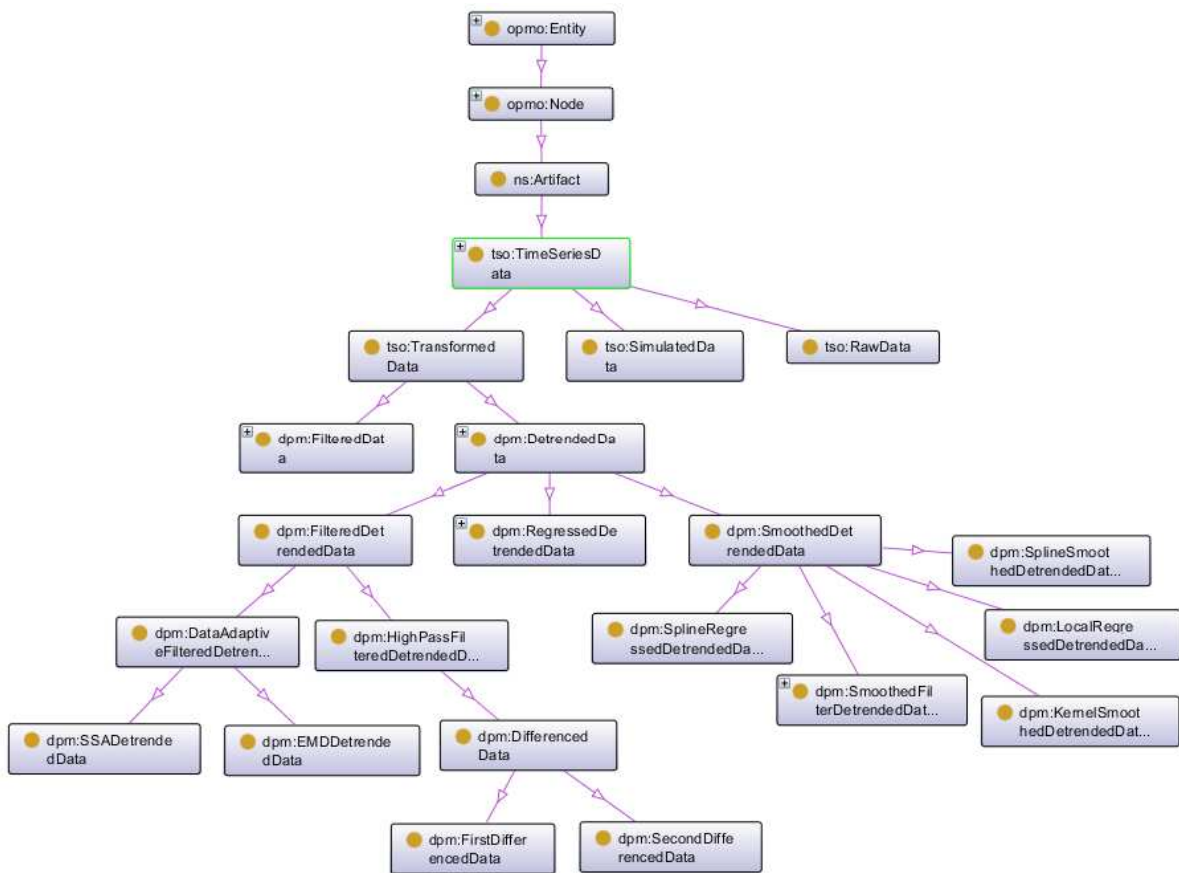 opmo:Entity
opmo:Node
ns:Artifact
tso:TimeSeriesD
ata
tso:Transformed
Data
tso:SimulatedDa
ta
tso:RawData
dpm:FilteredDat
a
dpm:DetrendedDa
ta
dpm:FilteredDet
rendedData
dpm:RegressedDe
trendedData
dpm:SmoothedDet
rendedData
dpm:SplineSmoot
hedDetrendedDat...
dpm:DataAdaptiv
eFilteredDetren...
dpm:HighPassFil
teredDetrendedD...
dpm:SplineRegre
ssedDetrendedDa...
dpm:LocalRegre
ssedDetrendedDa...
dpm:SmoothedFil
terDetrendedDat...
dpm:KernelSmoot
hedDetrendedDat...
dpm:SSADetrende
dData
dpm:EMDDetrende
dData
dpm:Differenced
Data
dpm:FirstDiffer
encedData
dpm:SecondDiffe
rencedData